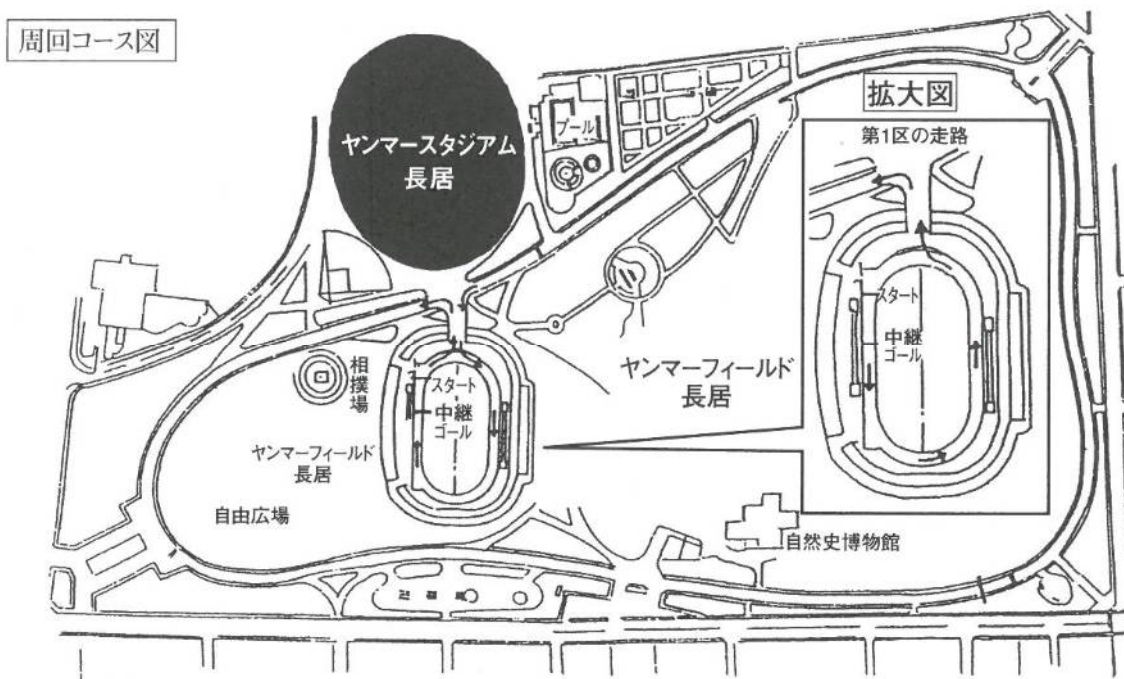 周回コース図
ヤンマースタジアム
長居
プール
拡大図
第1区の走路
スタート
中継
ゴール
ヤンマーフィールド
長居
相撲場
スタート
中継
ゴール
ヤンマーフィールド
長居
自由広場
自然史博物館